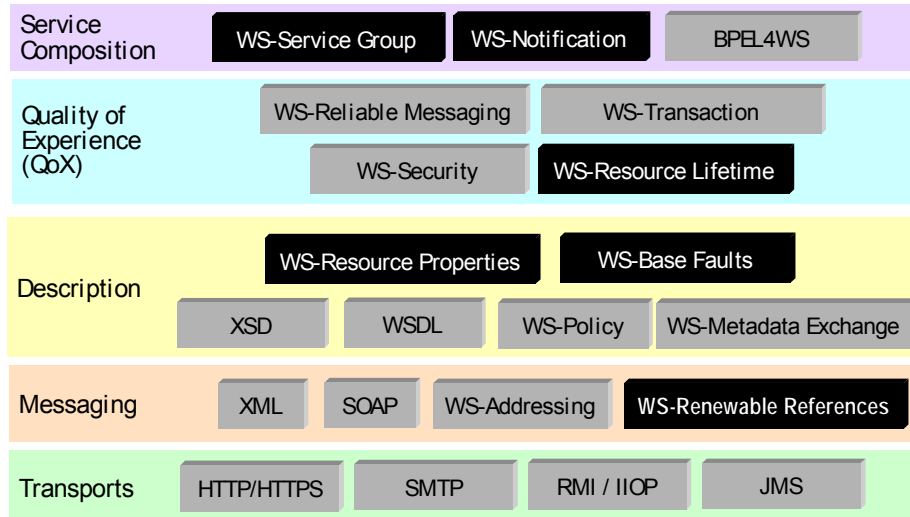 Service
Composition
WS-Service Group
WS-Notification
BPEL4WS
Quality of
Experience
(QoX)
WS-Reliable Messaging
WS-Transaction
WS-Security
WS-Resource Lifetime
Description
WS-Resource Properties
WS-Base Faults
XSD
WSDL
WS-Policy
WS-Metadata Exchange
Messaging
XML
SOAP
WS-Addressing
WS-Renewable References
Transports
HTTP/HTTPS
SMTP
RMI / IIOP
JMS